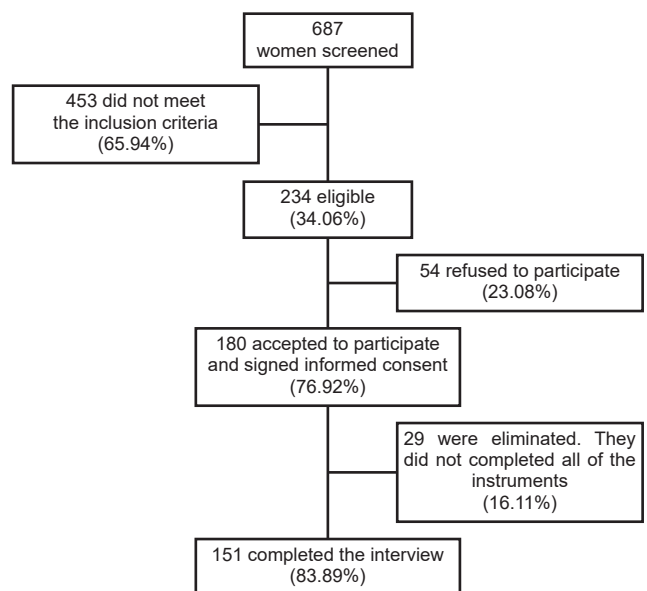 687
women screened
453 did not meet
the inclusion criteria
(65.94%)
234 eligible
(34.06%)
54 refused to participate
(23.08%)
180 accepted to participate
and signed informed consent
(76.92%)
29 were eliminated. They
did not completed all of the
instruments
(16.11%)
151 completed the interview
(83.89%)